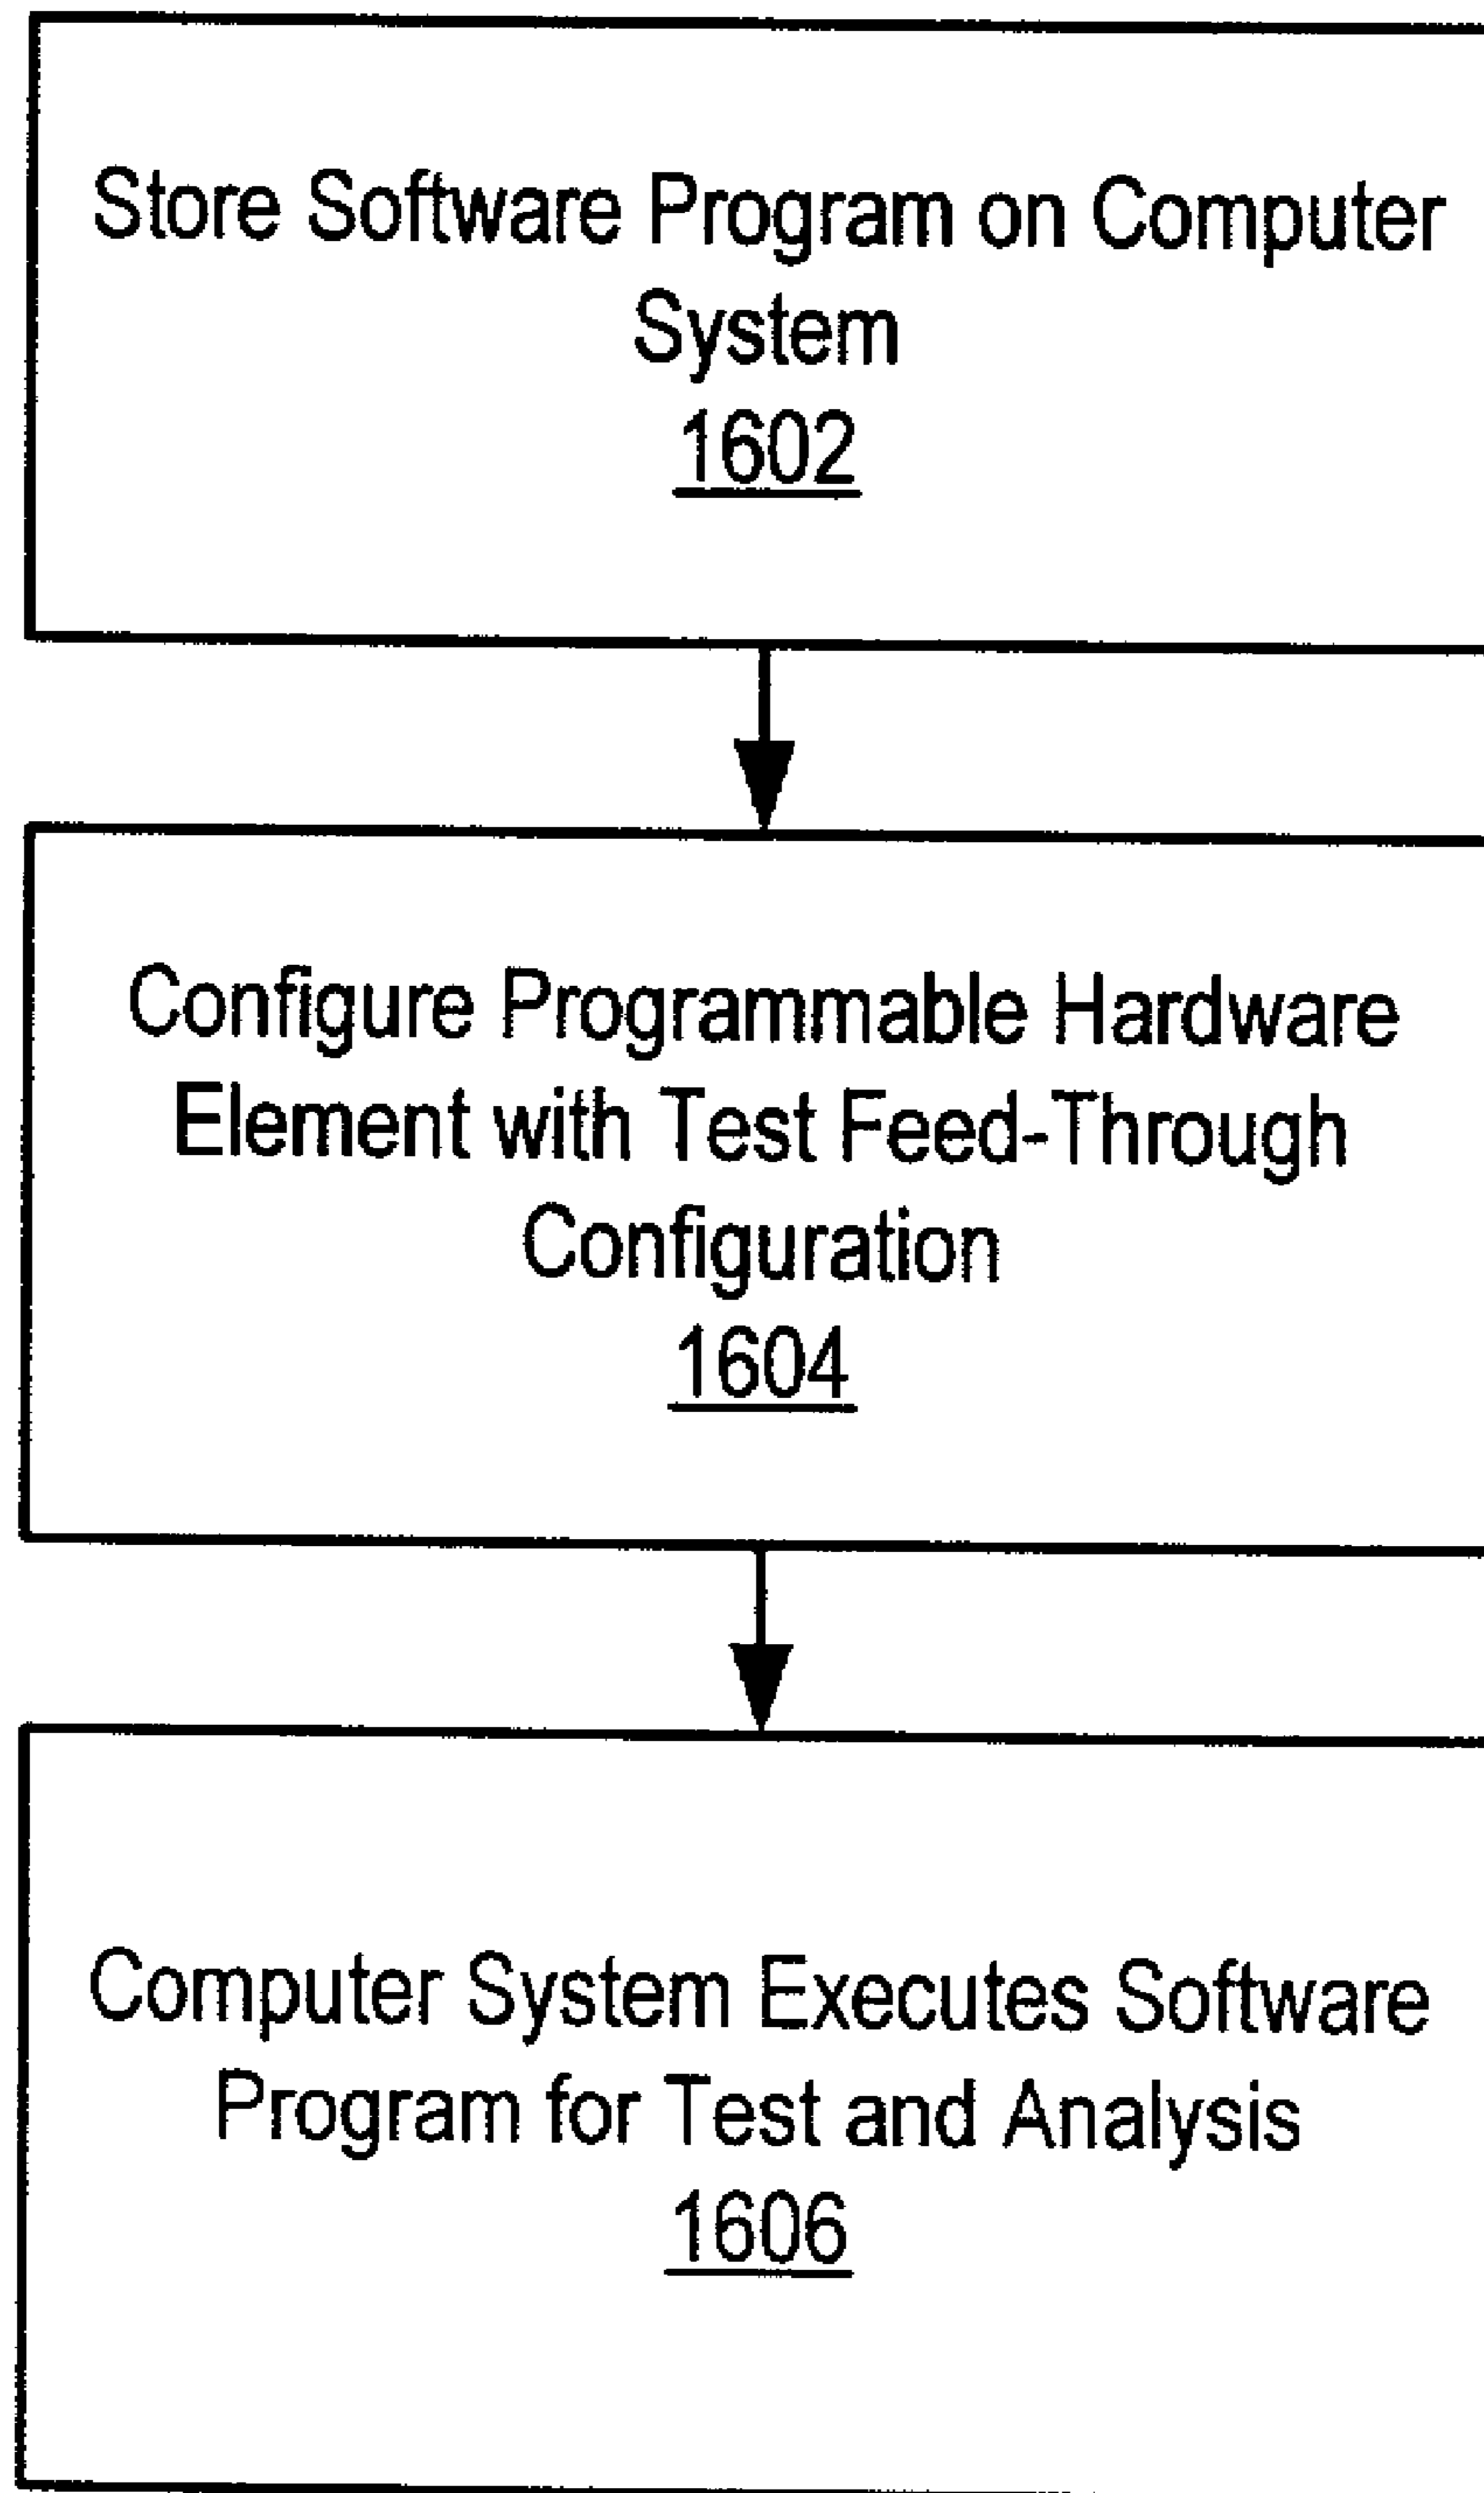 Store Software Program on Computer
System
1602
Configure Programmable Hardware
Element with Test Feed-Through
Configuration
1604
Computer System Executes Software
Program for Test and Analysis
1606